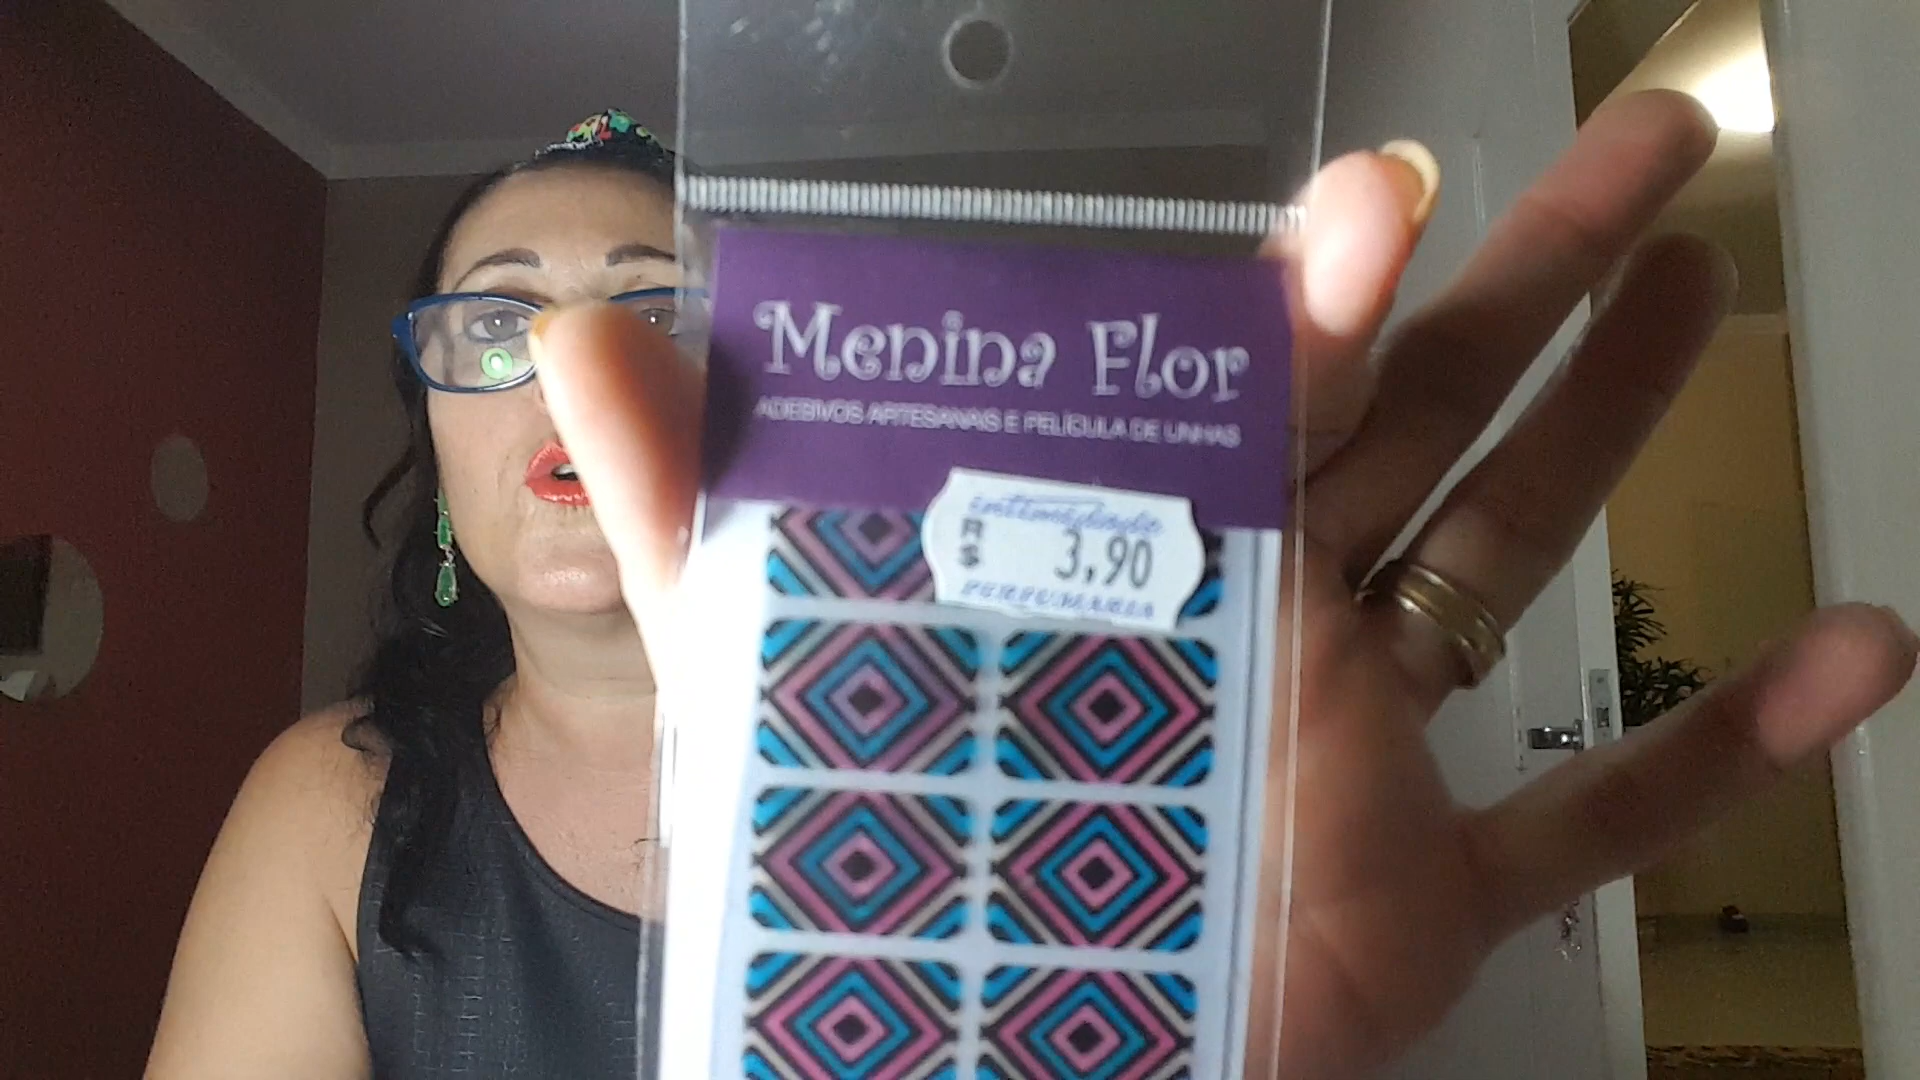 Menina Flor
ADESIVOS ARTESANAIS E PELÍCULA DE UNHAS
R$ 3,90
PERFUMARIA